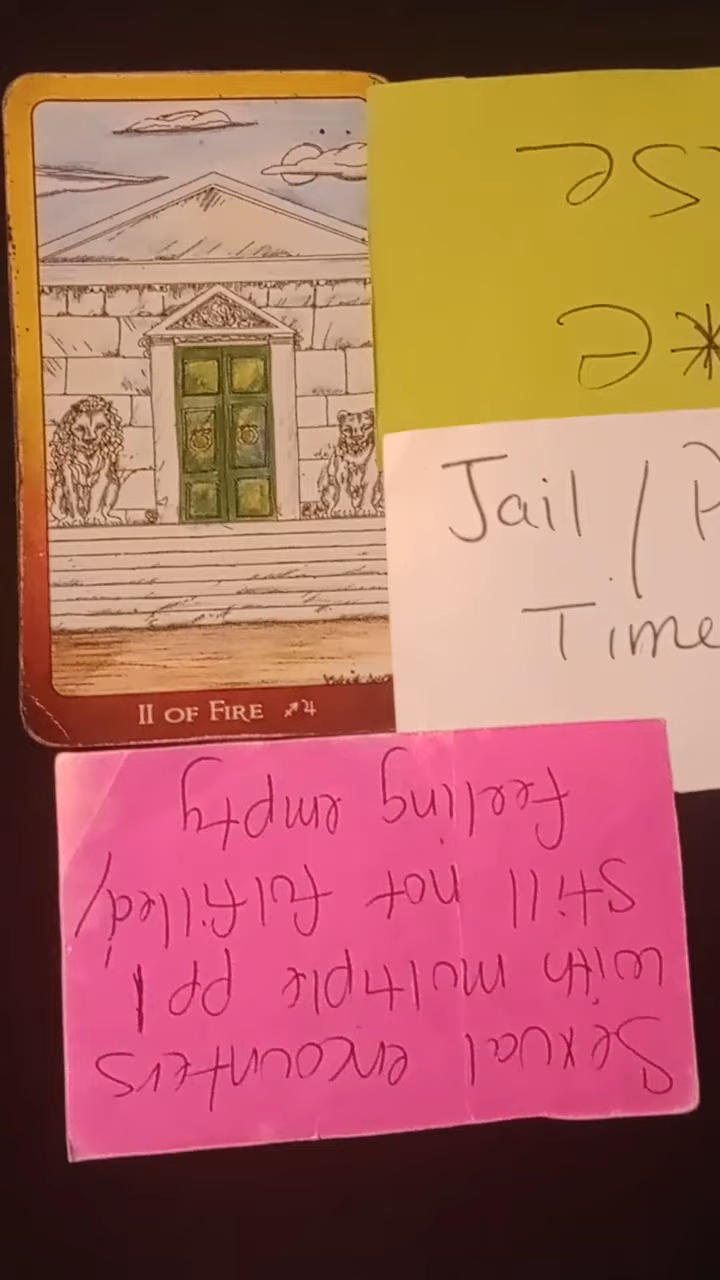 II OF FIRE ♐♃
Jail /
Time
Sexual encounters
with multiple ppl,
Still not fulfilled/
feeling empty